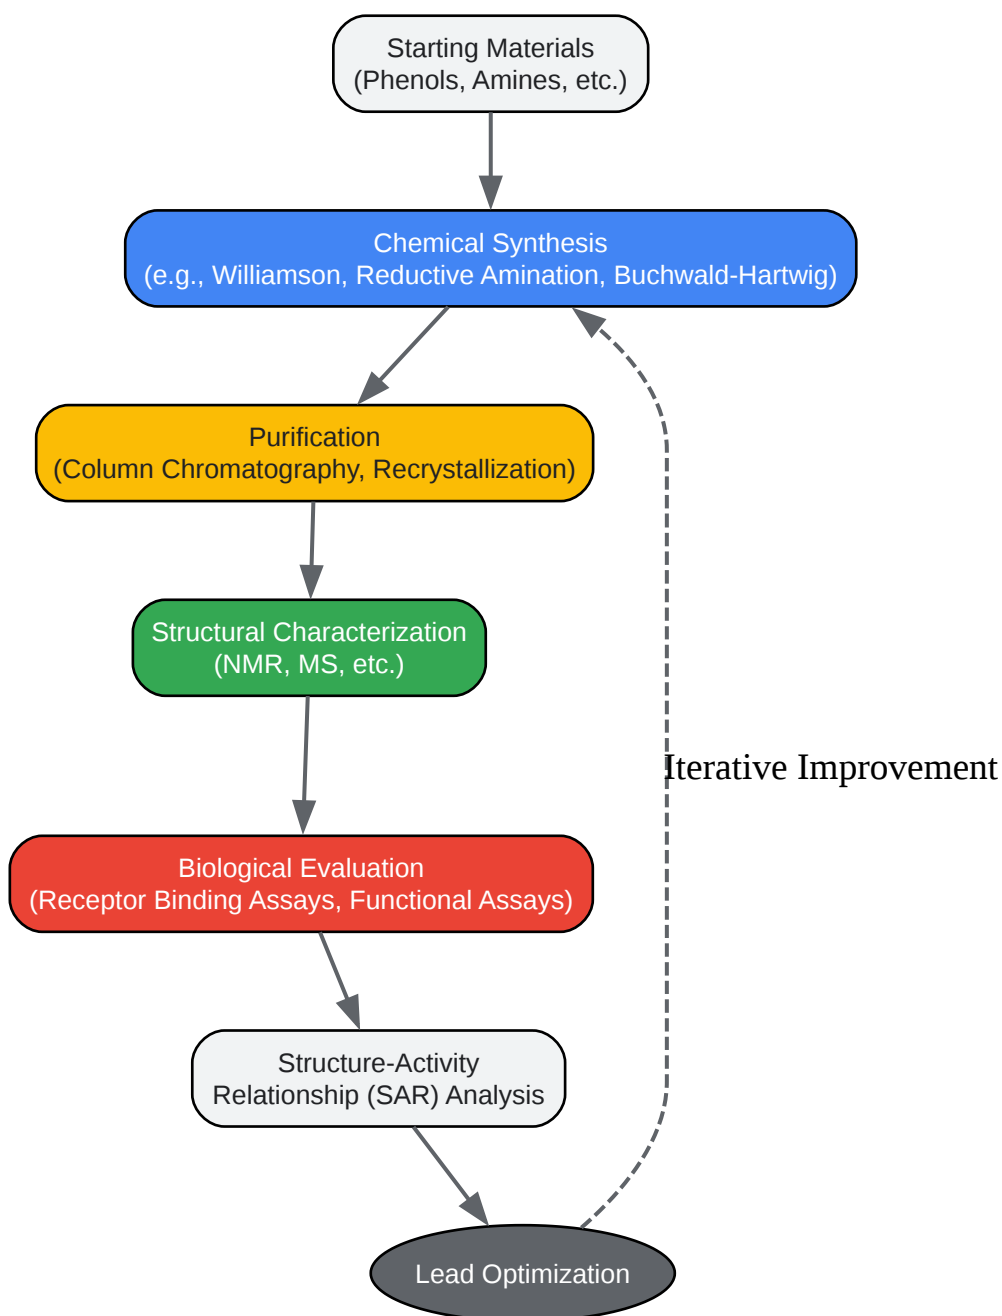 Starting Materials
(Phenols, Amines, etc.)
Chemical Synthesis
(e.g., Williamson, Reductive Amination, Buchwald-Hartwig)
Purification
(Column Chromatography, Recrystallization)
Structural Characterization
(NMR, MS, etc.)
Iterative Improvement
Biological Evaluation
(Receptor Binding Assays, Functional Assays)
Structure-Activity
Relationship (SAR) Analysis
Lead Optimization